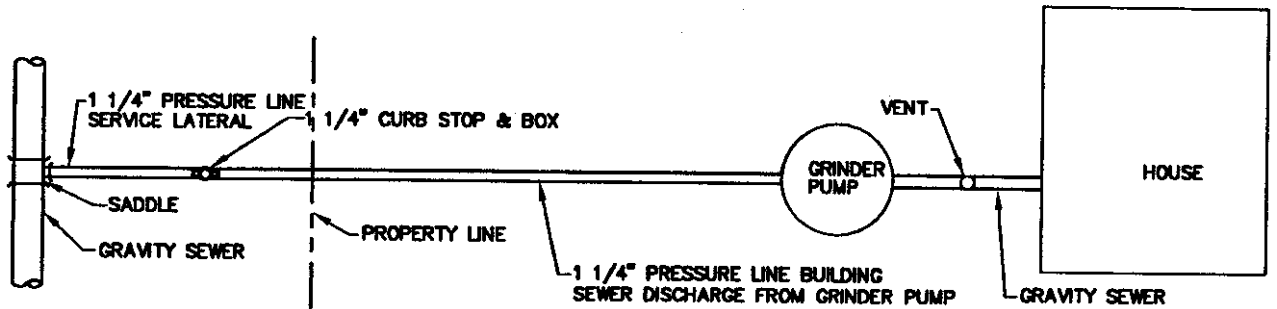 1 1/4" PRESSURE LINE
SERVICE LATERAL
1 1/4" CURB STOP & BOX
VENT
GRINDER
PUMP
HOUSE
SADDLE
GRAVITY SEWER
PROPERTY LINE
1 1/4" PRESSURE LINE BUILDING
SEWER DISCHARGE FROM GRINDER PUMP
GRAVITY SEWER